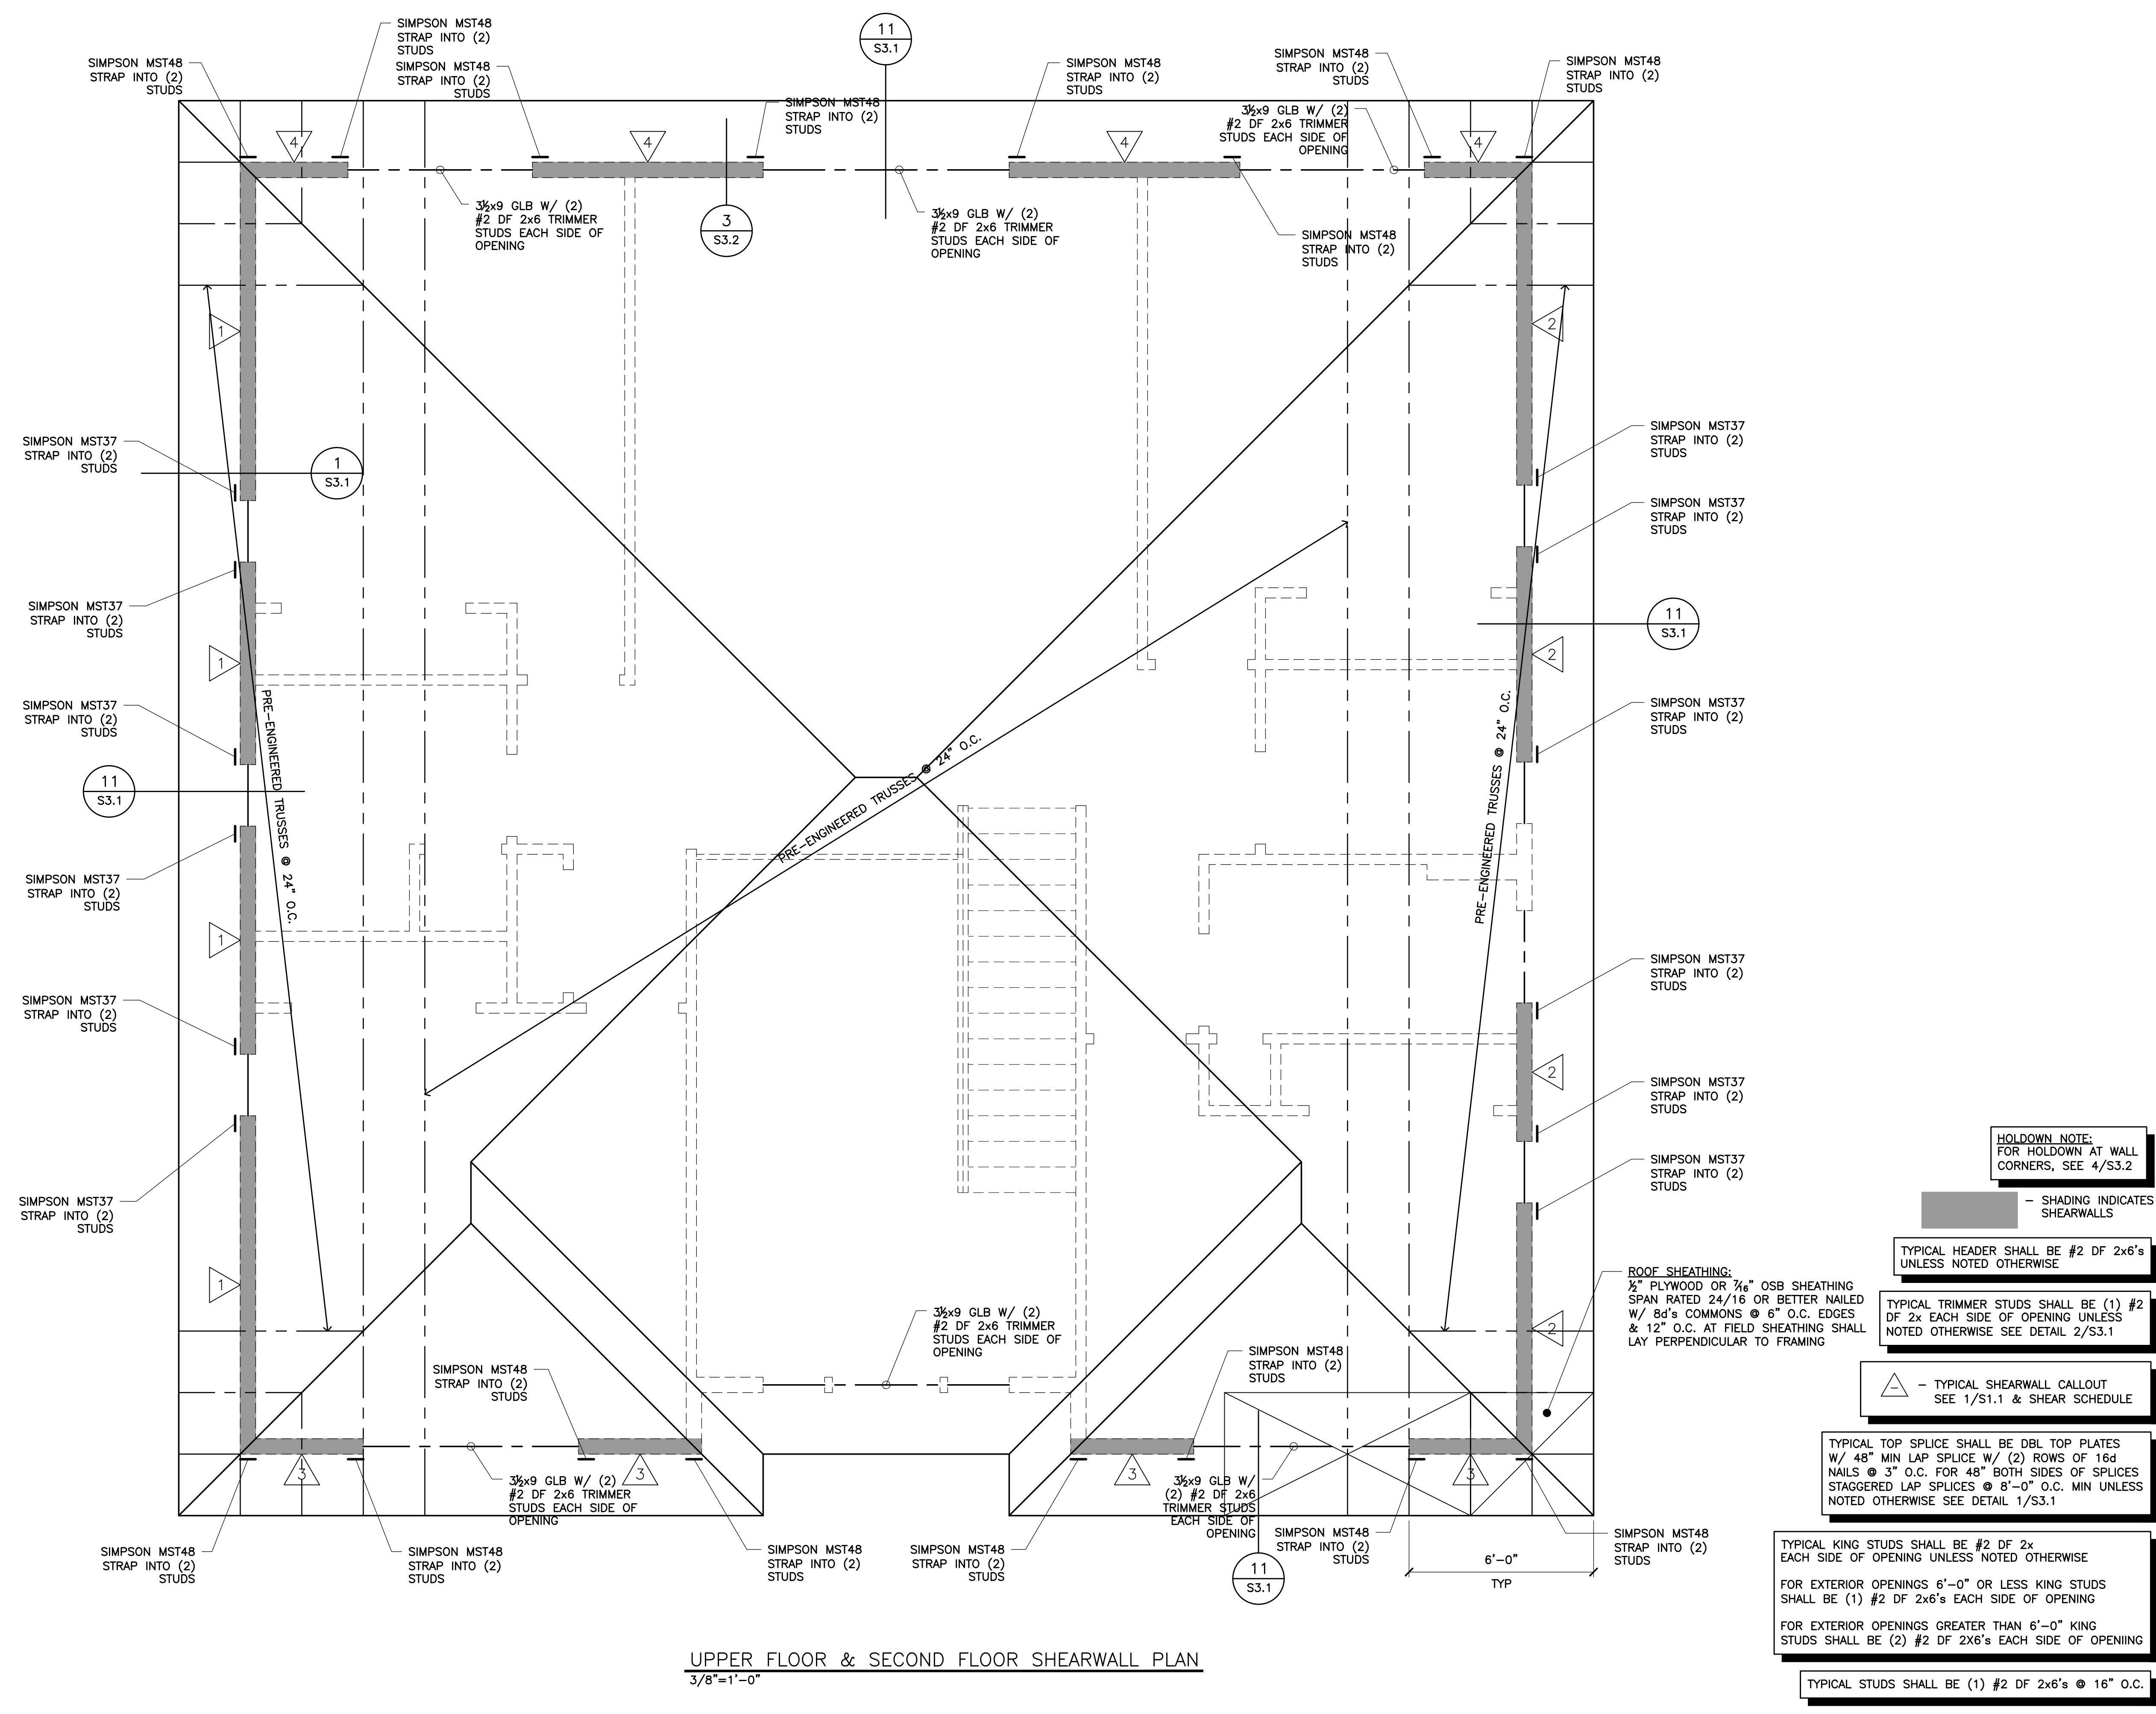 SIMPSON MST48
STRAP INTO (2)
STUDS
SIMPSON MST48
STRAP INTO (2)
STUDS
SIMPSON MST48
STRAP INTO (2)
STUDS
11
S3.1
SIMPSON MST48
STRAP INTO (2)
STUDS
SIMPSON MST48
STRAP INTO (2)
STUDS
SIMPSON MST48
STRAP INTO (2)
STUDS
SIMPSON MST48
STRAP INTO (2)
STUDS
3½x9 GLB W/ (2)
#2 DF 2x6 TRIMMER
STUDS EACH SIDE OF
OPENING
4
4
4
4
3½x9 GLB W/ (2)
#2 DF 2x6 TRIMMER
STUDS EACH SIDE OF
OPENING
3
S3.2
3½x9 GLB W/ (2)
#2 DF 2x6 TRIMMER
STUDS EACH SIDE OF
OPENING
SIMPSON MST48
STRAP INTO (2)
STUDS
1
2
SIMPSON MST37
STRAP INTO (2)
STUDS
1
S3.1
SIMPSON MST37
STRAP INTO (2)
STUDS
SIMPSON MST37
STRAP INTO (2)
STUDS
SIMPSON MST37
STRAP INTO (2)
STUDS
11
S3.1
1
2
SIMPSON MST37
STRAP INTO (2)
STUDS
SIMPSON MST37
STRAP INTO (2)
STUDS
11
S3.1
PRE-ENGINEERED TRUSSES @ 24" O.C.
PRE-ENGINEERED TRUSSES @ 24" O.C.
PRE-ENGINEERED TRUSSES @ 24" O.C.
SIMPSON MST37
STRAP INTO (2)
STUDS
1
SIMPSON MST37
STRAP INTO (2)
STUDS
SIMPSON MST37
STRAP INTO (2)
STUDS
2
SIMPSON MST37
STRAP INTO (2)
STUDS
SIMPSON MST37
STRAP INTO (2)
STUDS
SIMPSON MST37
STRAP INTO (2)
STUDS
1
2
3½x9 GLB W/ (2)
#2 DF 2x6 TRIMMER
STUDS EACH SIDE OF
OPENING
SIMPSON MST48
STRAP INTO (2)
STUDS
SIMPSON MST48
STRAP INTO (2)
STUDS
ROOF SHEATHING:
½" PLYWOOD OR 7⁄16" OSB SHEATHING
SPAN RATED 24/16 OR BETTER NAILED
W/ 8d's COMMONS @ 6" O.C. EDGES
& 12" O.C. AT FIELD SHEATHING SHALL
LAY PERPENDICULAR TO FRAMING
3
3
3
3
3½x9 GLB W/ (2)
#2 DF 2x6 TRIMMER
STUDS EACH SIDE OF
OPENING
3½x9 GLB W/
(2) #2 DF 2x6
TRIMMER STUDS
EACH SIDE OF
OPENING
SIMPSON MST48
STRAP INTO (2)
STUDS
SIMPSON MST48
STRAP INTO (2)
STUDS
SIMPSON MST48
STRAP INTO (2)
STUDS
SIMPSON MST48
STRAP INTO (2)
STUDS
11
S3.1
SIMPSON MST48
STRAP INTO (2)
STUDS
6'-0"
TYP
SIMPSON MST48
STRAP INTO (2)
STUDS
HOLDOWN NOTE:
FOR HOLDOWN AT WALL
CORNERS, SEE 4/S3.2
- SHADING INDICATES
SHEARWALLS
TYPICAL HEADER SHALL BE #2 DF 2x6's
UNLESS NOTED OTHERWISE
TYPICAL TRIMMER STUDS SHALL BE (1) #2
DF 2x EACH SIDE OF OPENING UNLESS
NOTED OTHERWISE SEE DETAIL 2/S3.1
- - TYPICAL SHEARWALL CALLOUT
SEE 1/S1.1 & SHEAR SCHEDULE
TYPICAL TOP SPLICE SHALL BE DBL TOP PLATES
W/ 48" MIN LAP SPLICE W/ (2) ROWS OF 16d
NAILS @ 3" O.C. FOR 48" BOTH SIDES OF SPLICES
STAGGERED LAP SPLICES @ 8'-0" O.C. MIN UNLESS
NOTED OTHERWISE SEE DETAIL 1/S3.1
TYPICAL KING STUDS SHALL BE #2 DF 2x
EACH SIDE OF OPENING UNLESS NOTED OTHERWISE
FOR EXTERIOR OPENINGS 6'-0" OR LESS KING STUDS
SHALL BE (1) #2 DF 2x6's EACH SIDE OF OPENING
FOR EXTERIOR OPENINGS GREATER THAN 6'-0" KING
STUDS SHALL BE (2) #2 DF 2X6's EACH SIDE OF OPENIING
TYPICAL STUDS SHALL BE (1) #2 DF 2x6's @ 16" O.C.
UPPER FLOOR & SECOND FLOOR SHEARWALL PLAN
3/8"=1'-0"